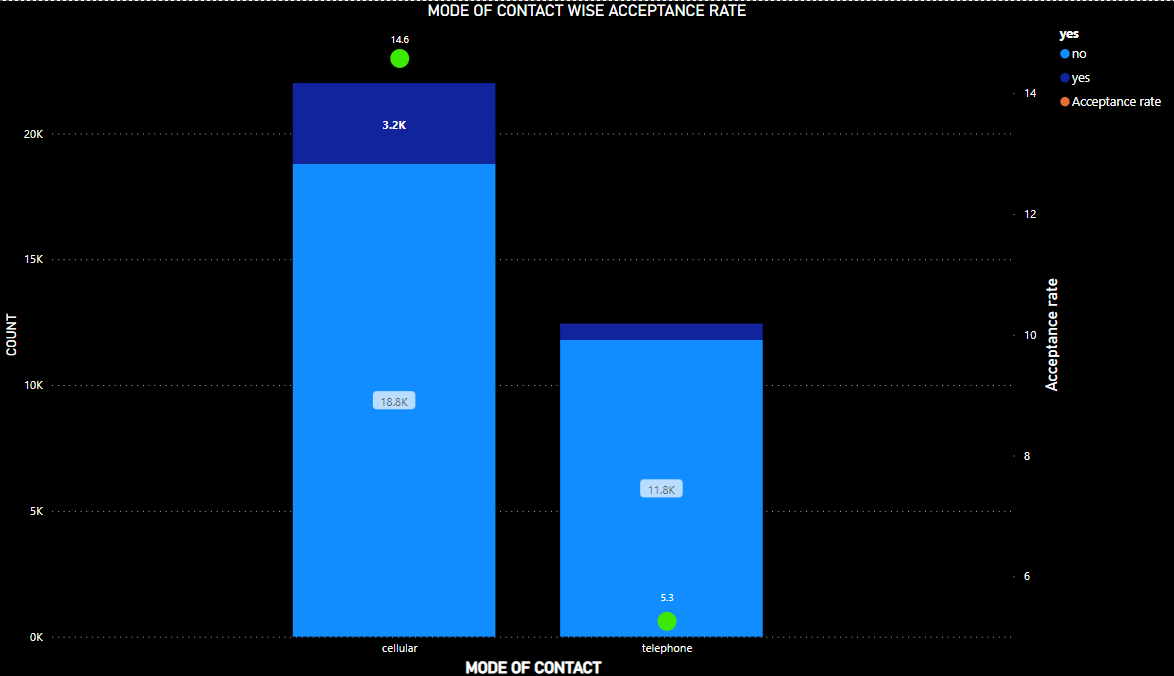 MODE OF CONTACT WISE ACCEPTANCE RATE
yes
no
yes
Acceptance rate
14.6
3.2K
18.8K
11.8K
5.3
20K
15K
10K
5K
0K
COUNT
14
12
10
8
6
Acceptance rate
cellular
telephone
MODE OF CONTACT